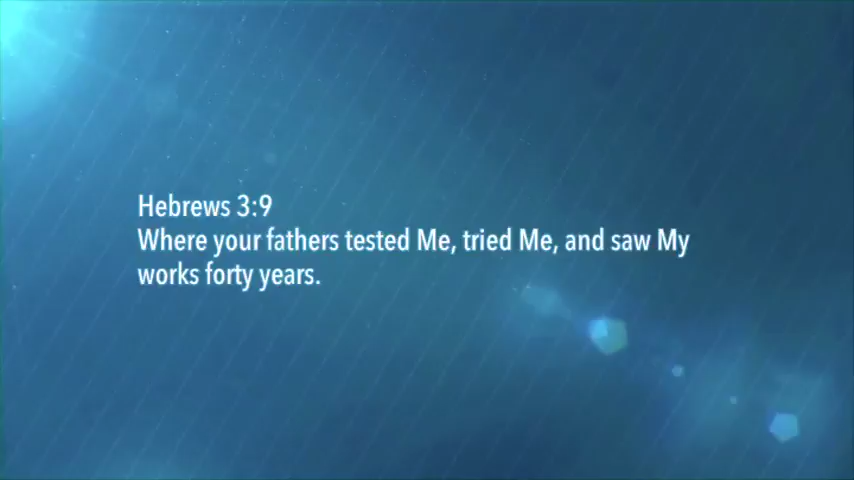 Hebrews 3:9
Where your fathers tested Me, tried Me, and saw My
works forty years.